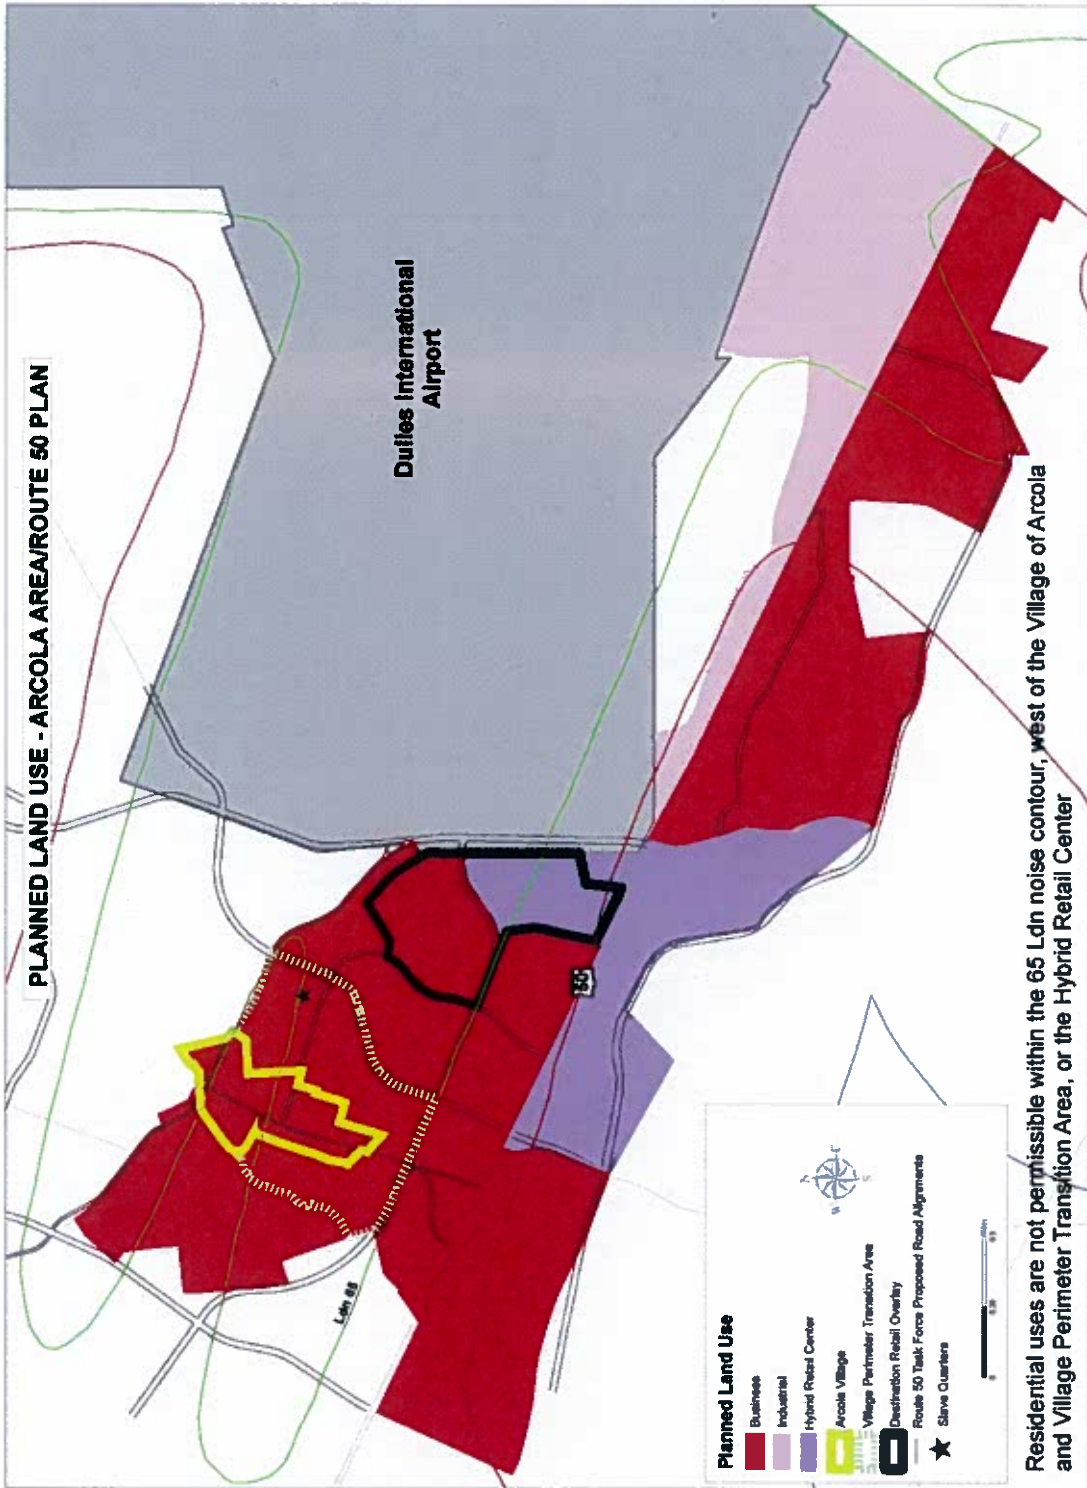 PLANNED LAND USE - ARCOLA AREA/ROUTE 50 PLAN
Dulles International
Airport
50
Ldn 65
Planned Land Use
Business
Industrial
Hybrid Retail Center
Arcola Village
Village Perimeter Transition Area
Destination Retail Overlay
Route 50 Task Force Proposed Road Alignments
Slave Quarters
W
S
0
Residential uses are not permissible within the 65 Ldn noise contour, west of the Village of Arcola
and Village Perimeter Transition Area, or the Hybrid Retail Center